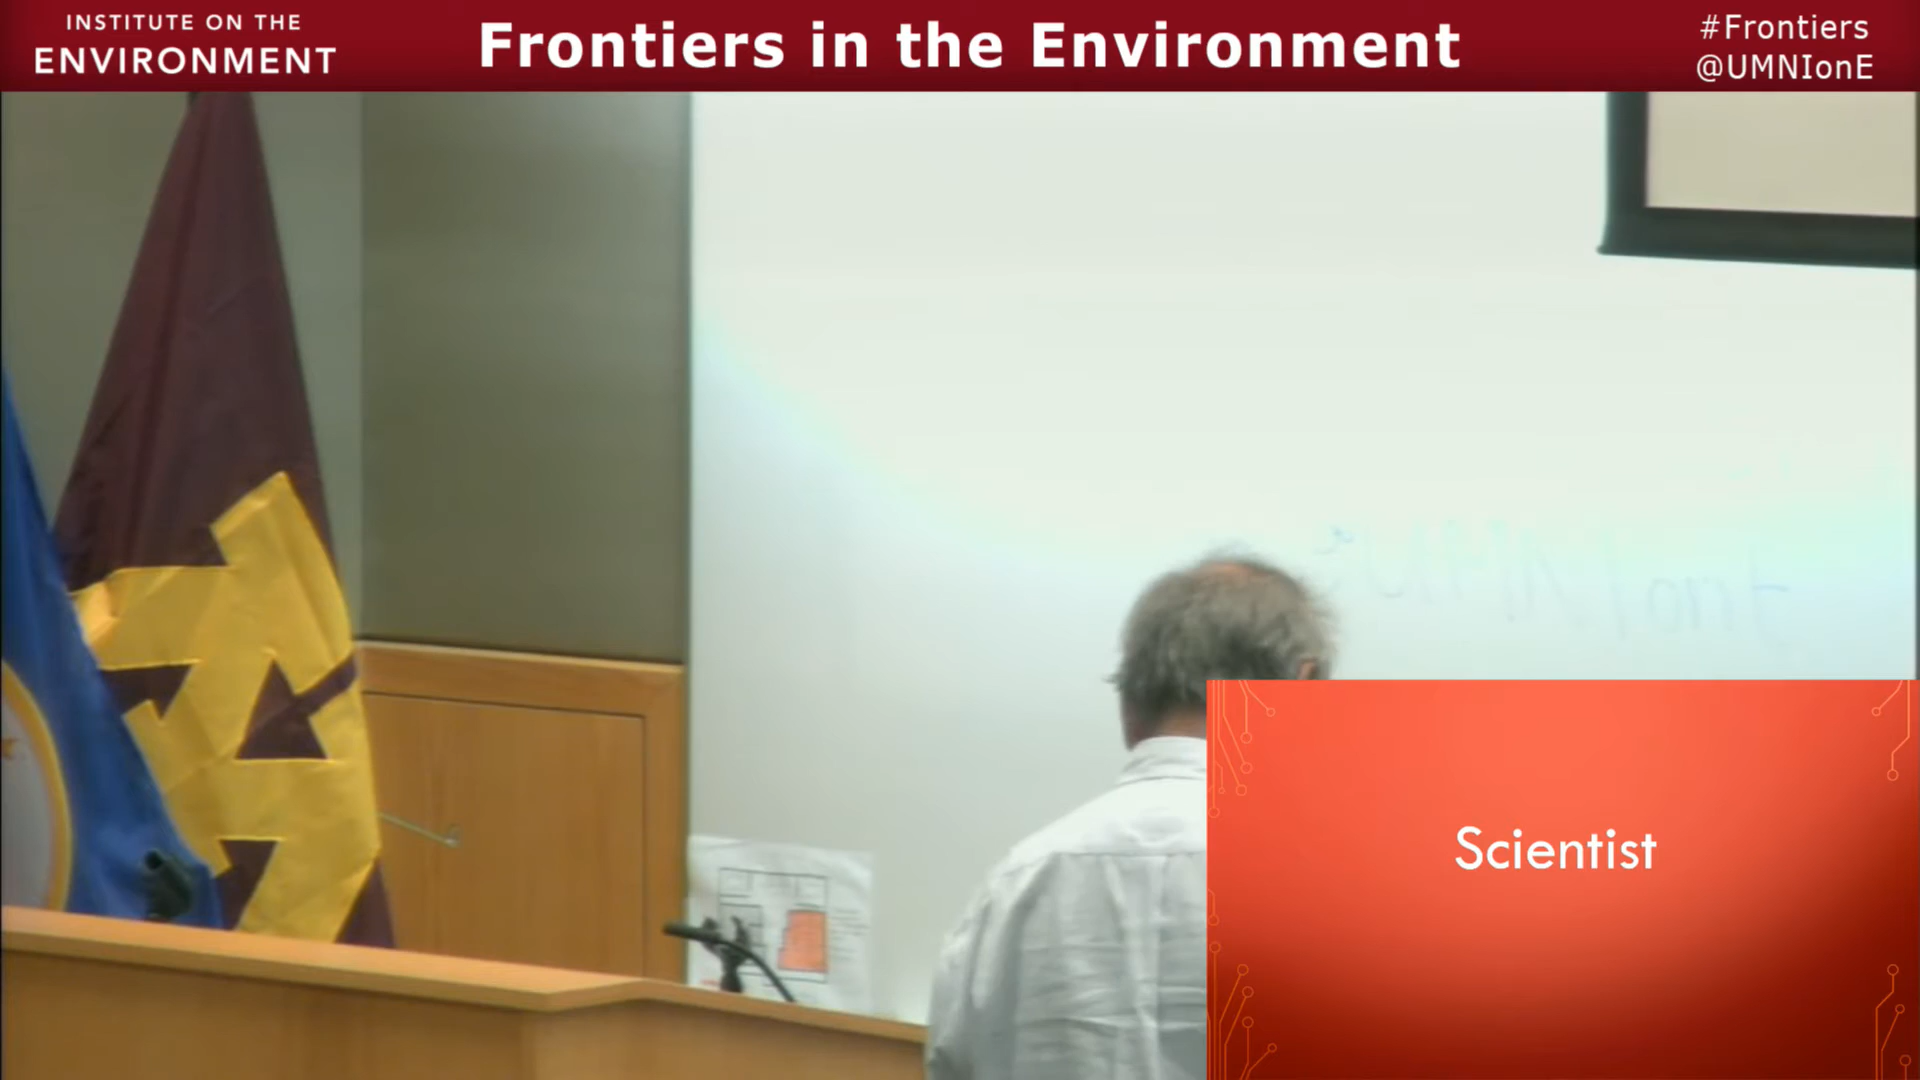 INSTITUTE ON THE
ENVIRONMENT
Frontiers in the Environment
#Frontiers
@UMNIonE
Scientist